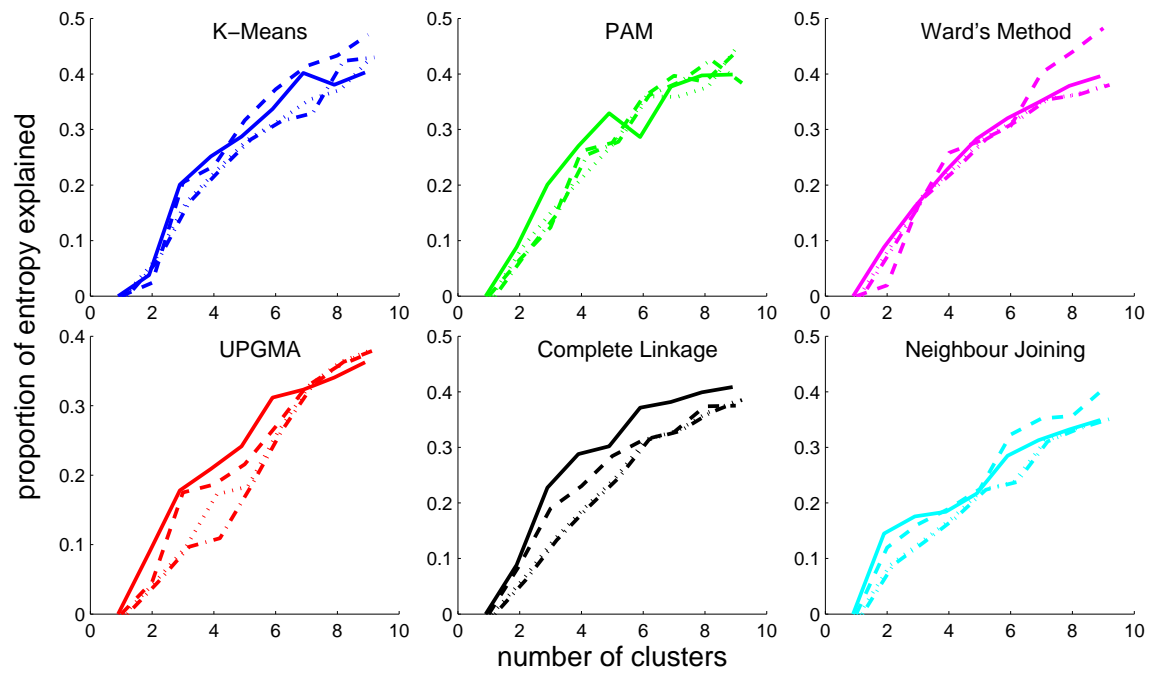 proportion of entropy explained
K−Means
0.5
0.4
0.3
0.2
0.1
0
0 2 4 6 8 10
PAM
0.5
0.4
0.3
0.2
0.1
0
0 2 4 6 8 10
Ward's Method
0.5
0.4
0.3
0.2
0.1
0
0 2 4 6 8 10
UPGMA
0.4
0.3
0.2
0.1
0
0 2 4 6 8 10
Complete Linkage
0.5
0.4
0.3
0.2
0.1
0
0 2 4 6 8 10
Neighbour Joining
0.5
0.4
0.3
0.2
0.1
0
0 2 4 6 8 10
number of clusters